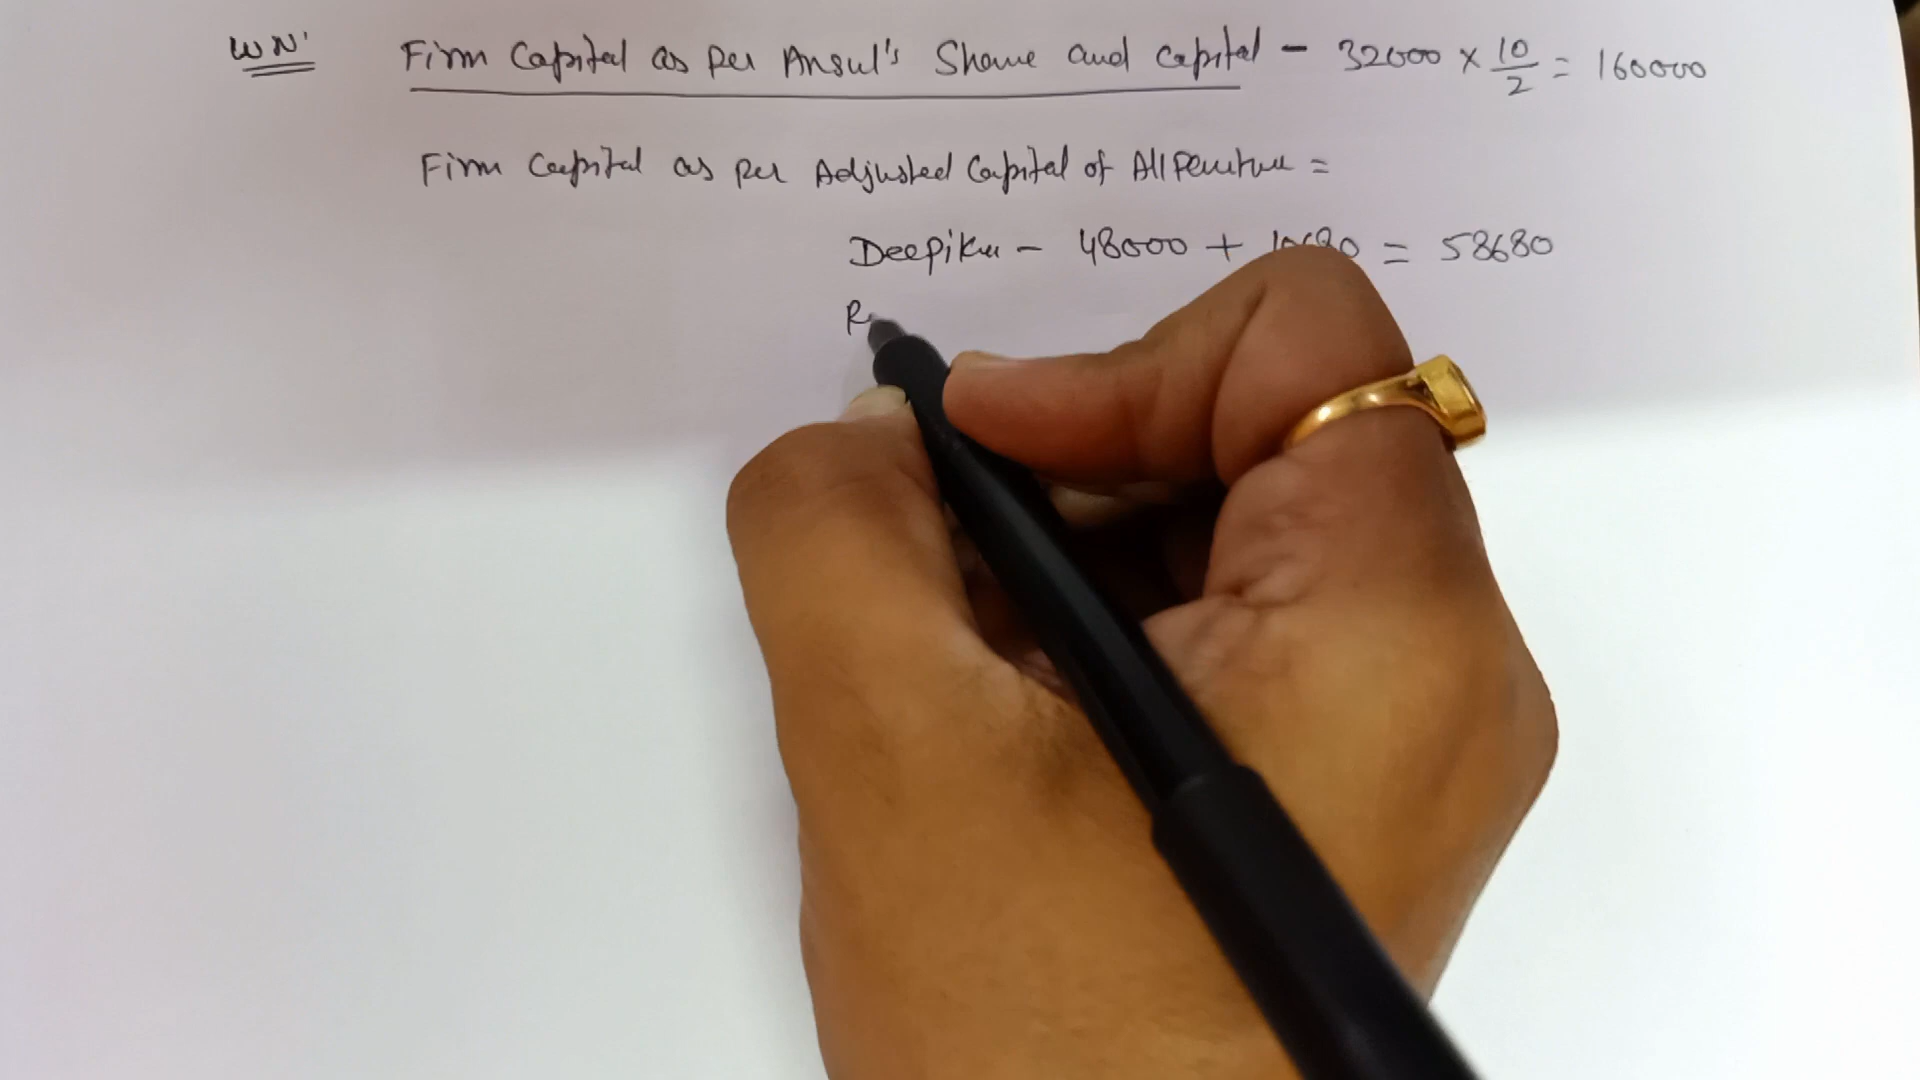 WN'
Firm Capital as per Ansul's Share and capital - 32000 × 10/2 = 160000
Firm Capital as per Adjusted Capital of All =
Deepika - 48000 + = 58680
R